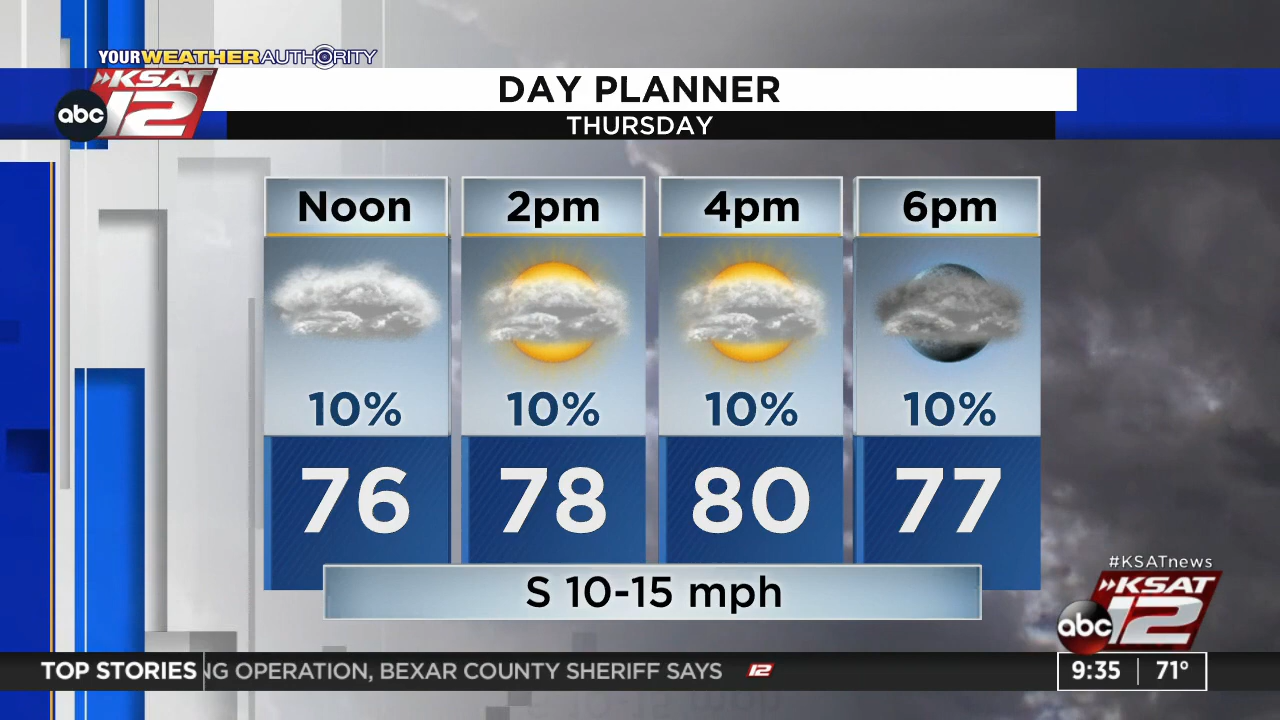 YOURWEATHERAUTHORITY
KSAT
abc 12
DAY PLANNER
THURSDAY
Noon 2pm 4pm 6pm
10% 10% 10% 10%
76 78 80 77
S 10-15 mph
#KSATnews
KSAT
abc 12
TOP STORIES NG OPERATION, BEXAR COUNTY SHERIFF SAYS 12 9:35 71°